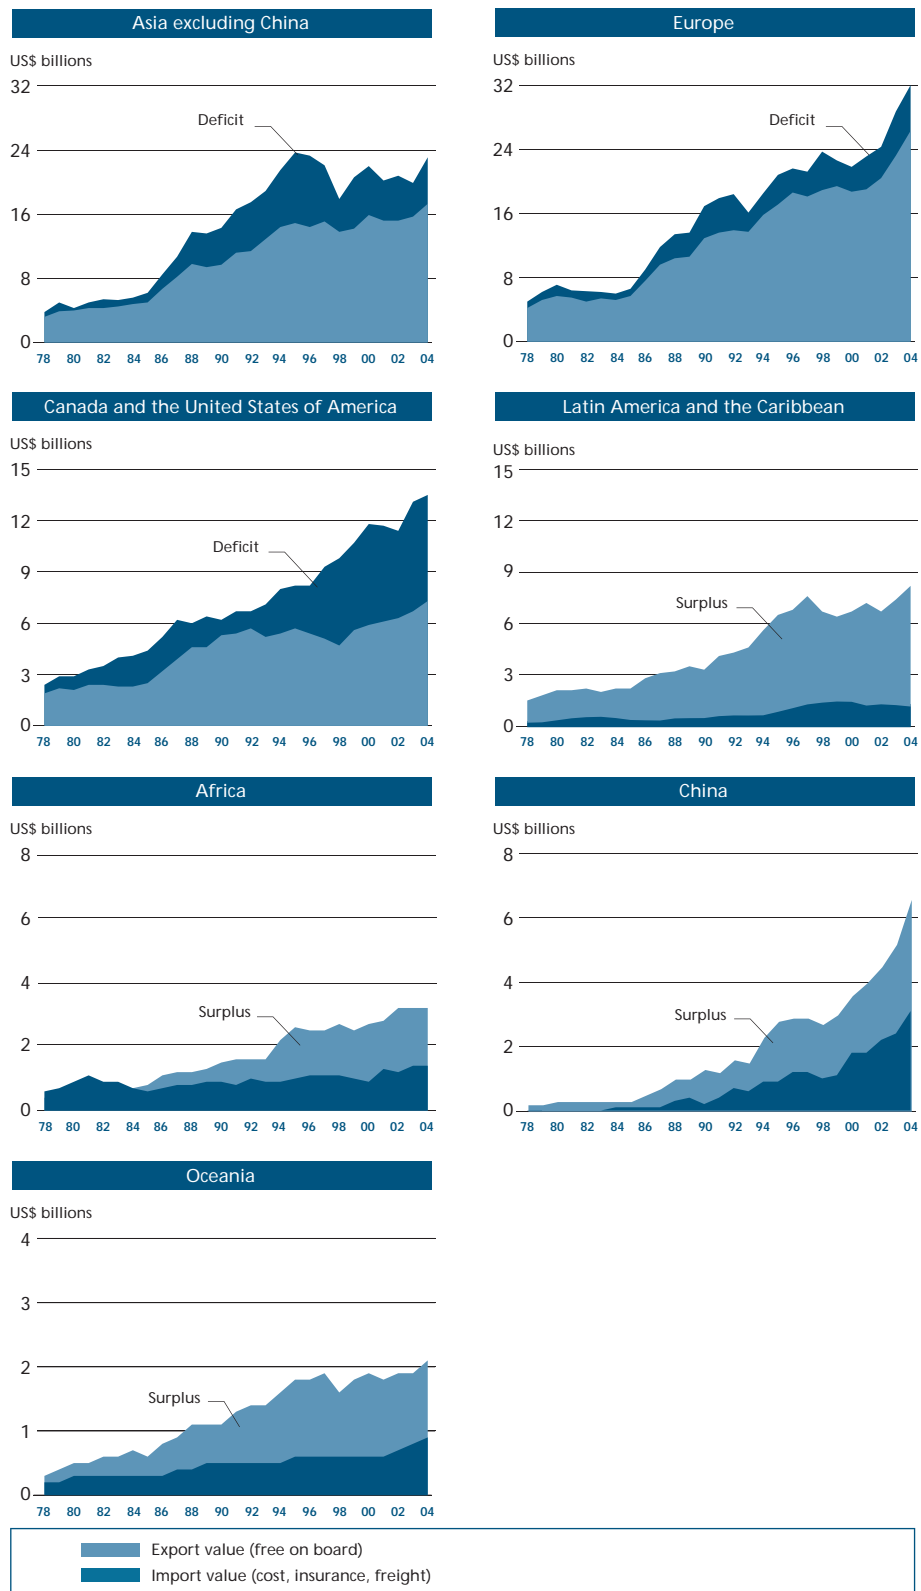 Asia excluding China
US$ billions
32
24
16
8
0
Deficit
78 80 82 84 86 88 90 92 94 96 98 00 02 04
Europe
US$ billions
32
24
16
8
0
Deficit
78 80 82 84 86 88 90 92 94 96 98 00 02 04
Canada and the United States of America
US$ billions
15
12
9
6
3
0
Deficit
78 80 82 84 86 88 90 92 94 96 98 00 02 04
Latin America and the Caribbean
US$ billions
15
12
9
6
3
0
Surplus
78 80 82 84 86 88 90 92 94 96 98 00 02 04
Africa
US$ billions
8
6
4
2
0
Surplus
78 80 82 84 86 88 90 92 94 96 98 00 02 04
China
US$ billions
8
6
4
2
0
Surplus
78 80 82 84 86 88 90 92 94 96 98 00 02 04
Oceania
US$ billions
4
3
2
1
0
Surplus
78 80 82 84 86 88 90 92 94 96 98 00 02 04
Export value (free on board)
Import value (cost, insurance, freight)